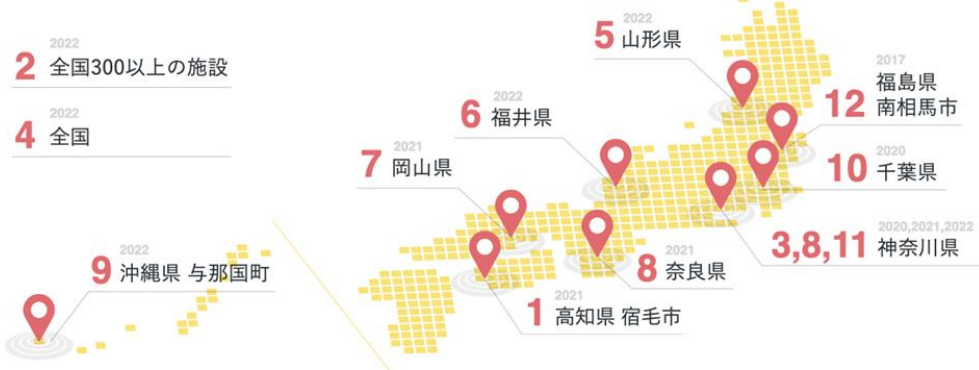 2022
2 全国300以上の施設
2022
4 全国
2022
5 山形県
2017
12 福島県
南相馬市
2022
6 福井県
2021
7 岡山県
2020
10 千葉県
2020,2021,2022
3,8,11 神奈川県
2022
9 沖縄県 与那国町
2021
8 奈良県
2021
1 高知県 宿毛市